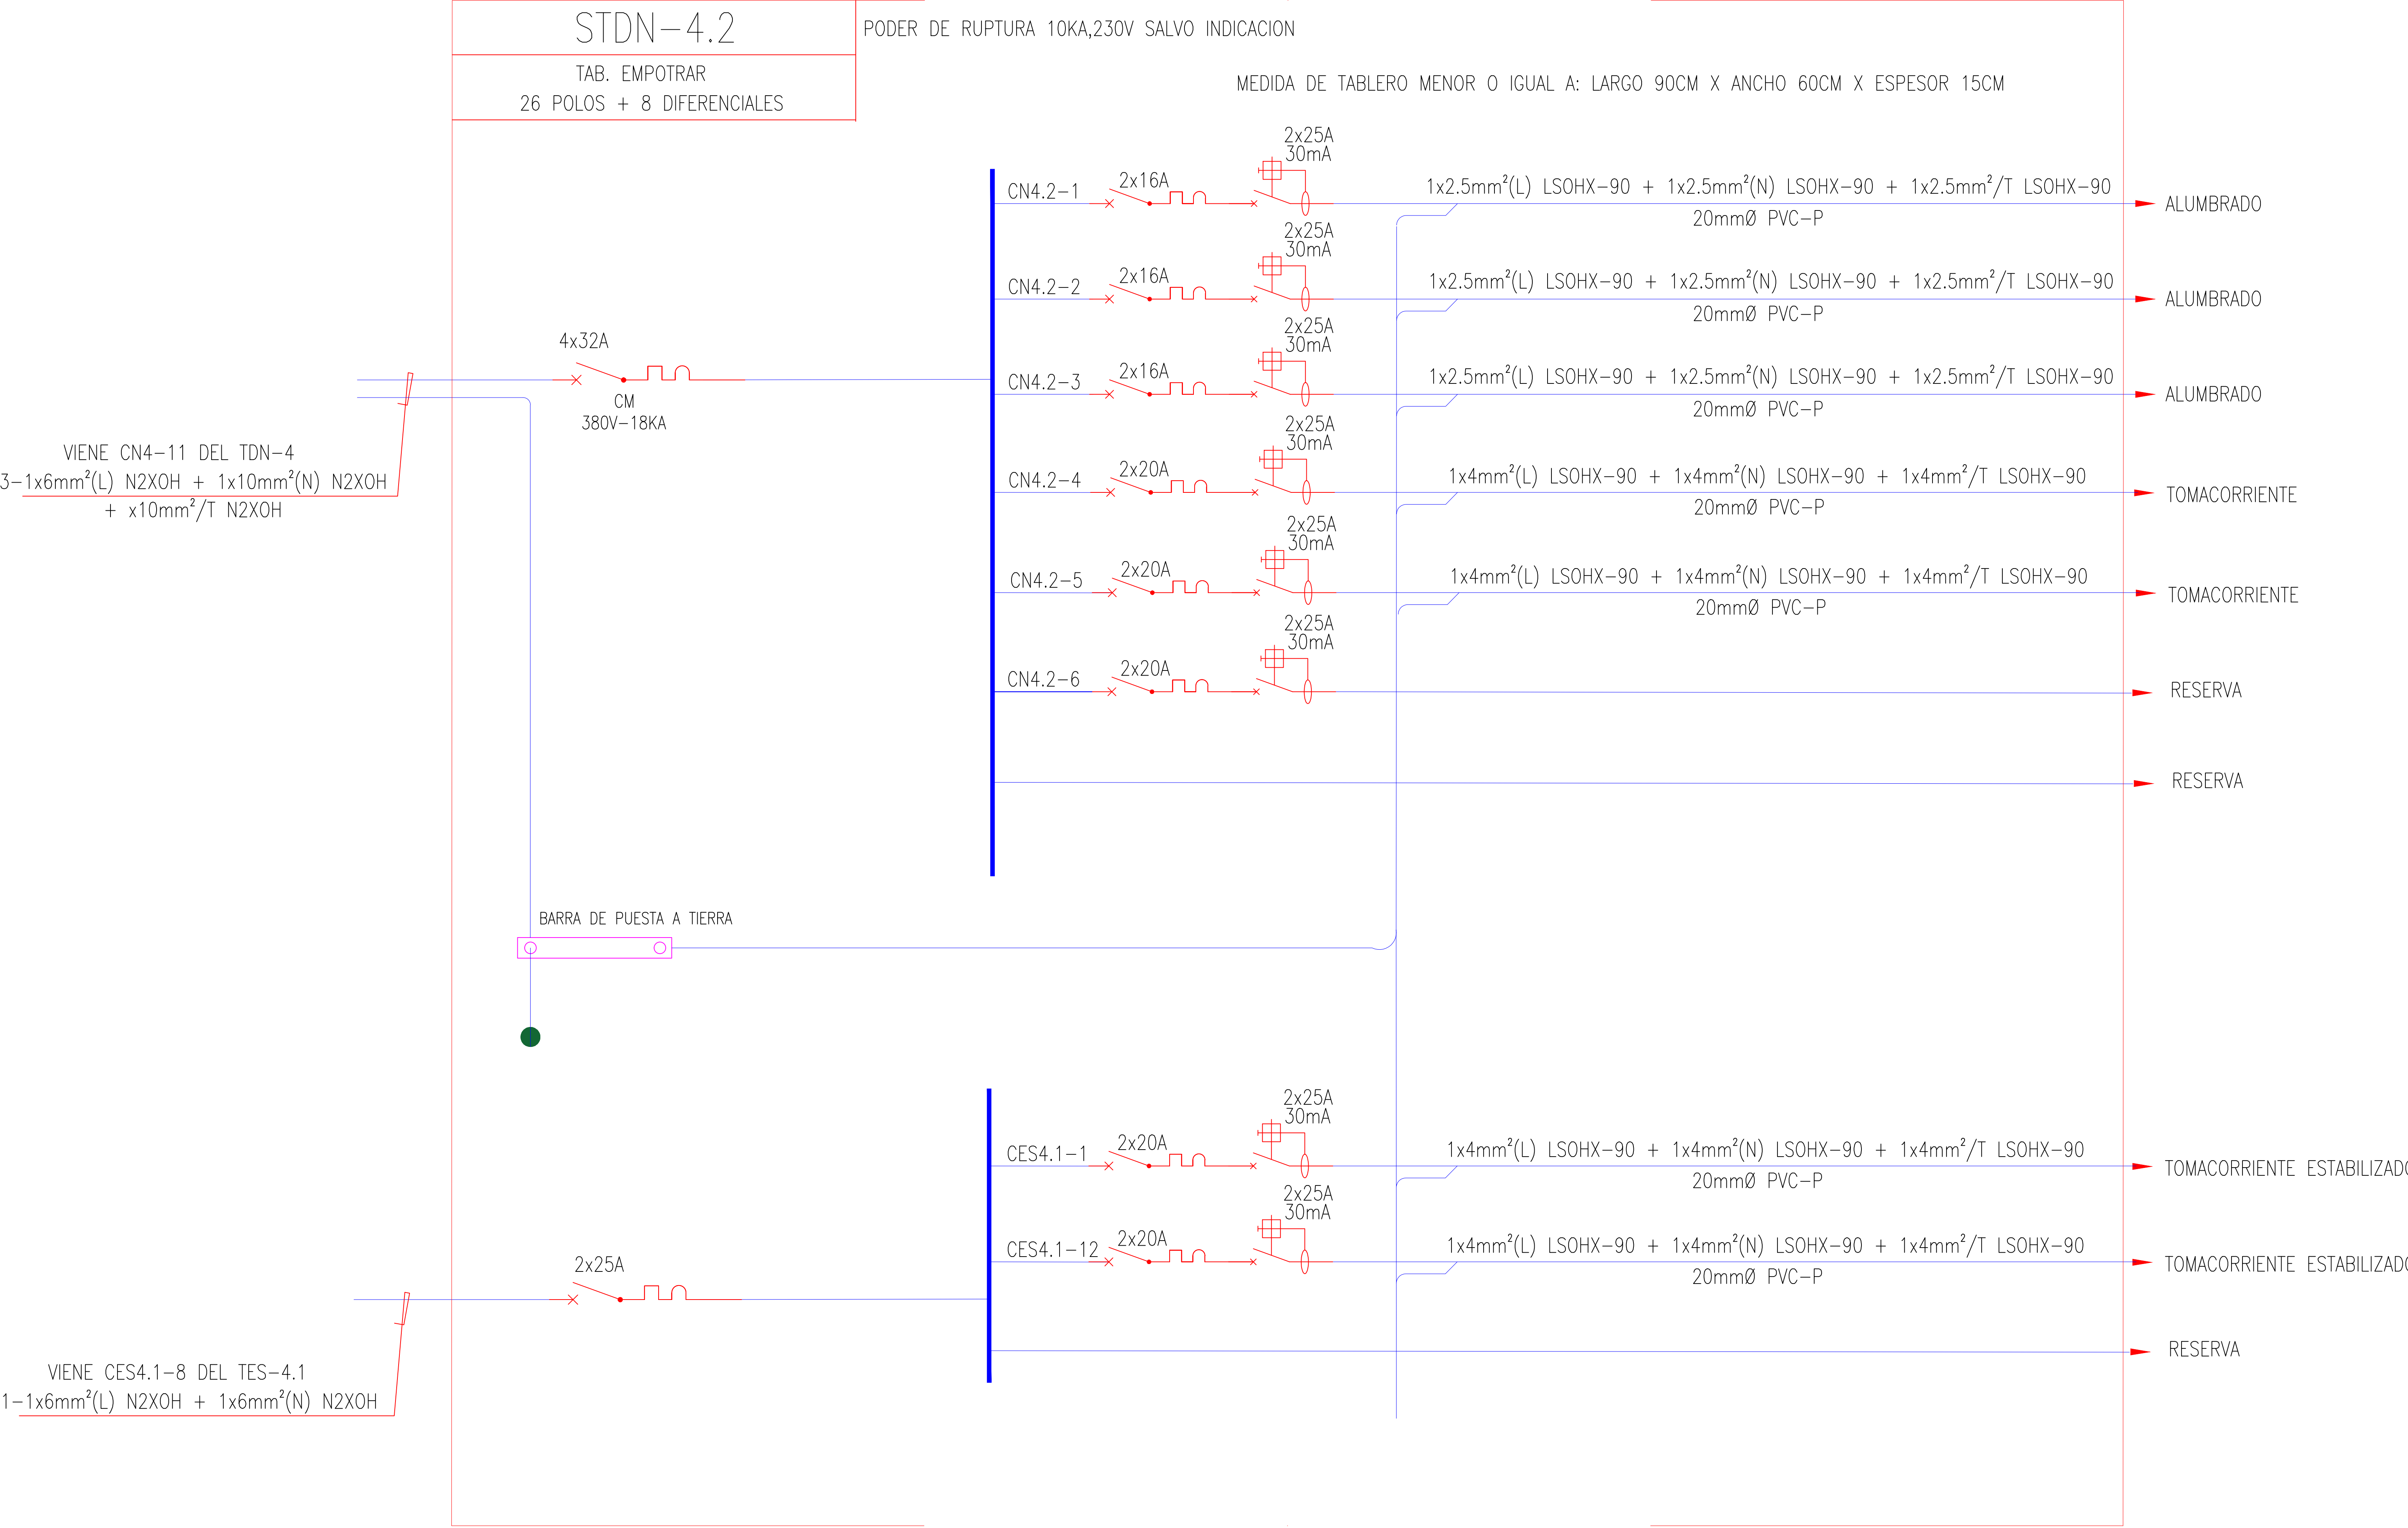 STDN-4.2
PODER DE RUPTURA 10KA,230V SALVO INDICACION
TAB. EMPOTRAR
26 POLOS + 8 DIFERENCIALES
MEDIDA DE TABLERO MENOR O IGUAL A: LARGO 90CM X ANCHO 60CM X ESPESOR 15CM
2x25A
30mA
CN4.2-1
2x16A
1x2.5mm²(L) LSOHX-90 + 1x2.5mm²(N) LSOHX-90 + 1x2.5mm²/T LSOHX-90
20mmØ PVC-P
ALUMBRADO
2x25A
30mA
CN4.2-2
2x16A
1x2.5mm²(L) LSOHX-90 + 1x2.5mm²(N) LSOHX-90 + 1x2.5mm²/T LSOHX-90
20mmØ PVC-P
ALUMBRADO
2x25A
30mA
CN4.2-3
2x16A
1x2.5mm²(L) LSOHX-90 + 1x2.5mm²(N) LSOHX-90 + 1x2.5mm²/T LSOHX-90
20mmØ PVC-P
ALUMBRADO
4x32A
CM
380V-18KA
VIENE CN4-11 DEL TDN-4
3-1x6mm²(L) N2XOH + 1x10mm²(N) N2XOH
+ x10mm²/T N2XOH
2x25A
30mA
CN4.2-4
2x20A
1x4mm²(L) LSOHX-90 + 1x4mm²(N) LSOHX-90 + 1x4mm²/T LSOHX-90
20mmØ PVC-P
TOMACORRIENTE
2x25A
30mA
CN4.2-5
2x20A
1x4mm²(L) LSOHX-90 + 1x4mm²(N) LSOHX-90 + 1x4mm²/T LSOHX-90
20mmØ PVC-P
TOMACORRIENTE
2x25A
30mA
CN4.2-6
2x20A
RESERVA
RESERVA
BARRA DE PUESTA A TIERRA
2x25A
30mA
CES4.1-1
2x20A
1x4mm²(L) LSOHX-90 + 1x4mm²(N) LSOHX-90 + 1x4mm²/T LSOHX-90
20mmØ PVC-P
TOMACORRIENTE ESTABILIZADO
2x25A
30mA
CES4.1-12
2x20A
1x4mm²(L) LSOHX-90 + 1x4mm²(N) LSOHX-90 + 1x4mm²/T LSOHX-90
20mmØ PVC-P
TOMACORRIENTE ESTABILIZADO
2x25A
RESERVA
VIENE CES4.1-8 DEL TES-4.1
1-1x6mm²(L) N2XOH + 1x6mm²(N) N2XOH